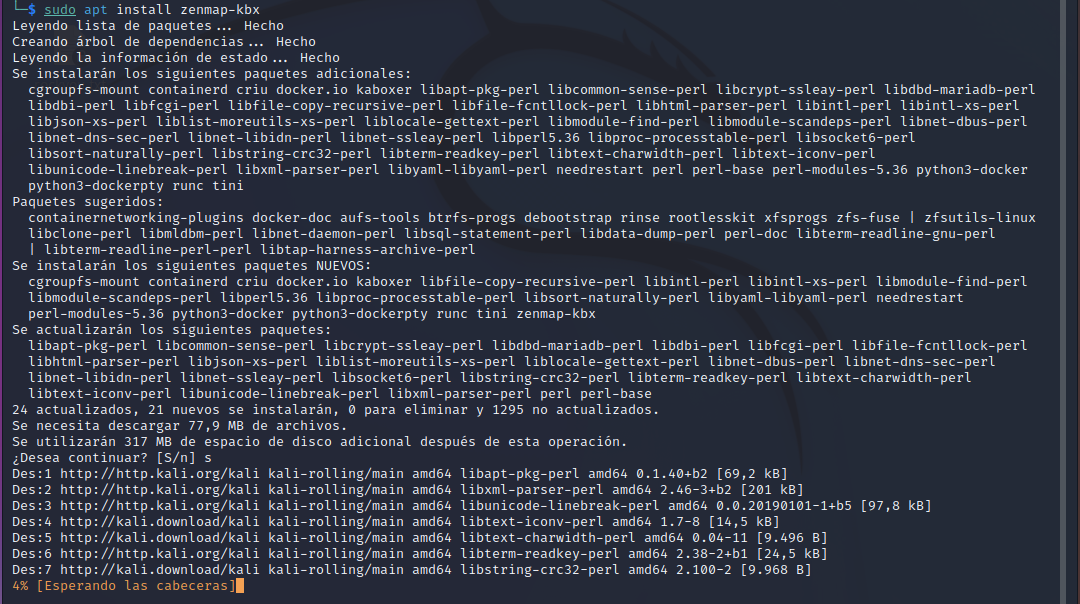 └─$ sudo apt install zenmap-kbx
Leyendo lista de paquetes... Hecho
Creando árbol de dependencias... Hecho
Leyendo la información de estado... Hecho
Se instalarán los siguientes paquetes adicionales:
  cgroupfs-mount containerd criu docker.io kaboxer libapt-pkg-perl libcommon-sense-perl libcrypt-ssleay-perl libdbd-mariadb-perl
  libdbi-perl libfcgi-perl libfile-copy-recursive-perl libfile-fcntllock-perl libhtml-parser-perl libintl-perl libintl-xs-perl
  libjson-xs-perl liblist-moreutils-xs-perl liblocale-gettext-perl libmodule-find-perl libmodule-scandeps-perl libnet-dbus-perl
  libnet-dns-sec-perl libnet-libidn-perl libnet-ssleay-perl libperl5.36 libproc-processtable-perl libsocket6-perl
  libsort-naturally-perl libstring-crc32-perl libterm-readkey-perl libtext-charwidth-perl libtext-iconv-perl
  libunicode-linebreak-perl libxml-parser-perl libyaml-libyaml-perl needrestart perl perl-base perl-modules-5.36 python3-docker
  python3-dockerpty runc tini
Paquetes sugeridos:
  containernetworking-plugins docker-doc aufs-tools btrfs-progs debootstrap rinse rootlesskit xfsprogs zfs-fuse | zfsutils-linux
  libclone-perl libmldbm-perl libnet-daemon-perl libsql-statement-perl libdata-dump-perl perl-doc libterm-readline-gnu-perl
  | libterm-readline-perl-perl libtap-harness-archive-perl
Se instalarán los siguientes paquetes NUEVOS:
  cgroupfs-mount containerd criu docker.io kaboxer libfile-copy-recursive-perl libintl-perl libintl-xs-perl libmodule-find-perl
  libmodule-scandeps-perl libperl5.36 libproc-processtable-perl libsort-naturally-perl libyaml-libyaml-perl needrestart
  perl-modules-5.36 python3-docker python3-dockerpty runc tini zenmap-kbx
Se actualizarán los siguientes paquetes:
  libapt-pkg-perl libcommon-sense-perl libcrypt-ssleay-perl libdbd-mariadb-perl libdbi-perl libfcgi-perl libfile-fcntllock-perl
  libhtml-parser-perl libjson-xs-perl liblist-moreutils-xs-perl liblocale-gettext-perl libnet-dbus-perl libnet-dns-sec-perl
  libnet-libidn-perl libnet-ssleay-perl libsocket6-perl libstring-crc32-perl libterm-readkey-perl libtext-charwidth-perl
  libtext-iconv-perl libunicode-linebreak-perl libxml-parser-perl perl perl-base
24 actualizados, 21 nuevos se instalarán, 0 para eliminar y 1295 no actualizados.
Se necesita descargar 77,9 MB de archivos.
Se utilizarán 317 MB de espacio de disco adicional después de esta operación.
¿Desea continuar? [S/n] s
Des:1 http://http.kali.org/kali kali-rolling/main amd64 libapt-pkg-perl amd64 0.1.40+b2 [69,2 kB]
Des:2 http://http.kali.org/kali kali-rolling/main amd64 libxml-parser-perl amd64 2.46-3+b2 [201 kB]
Des:3 http://http.kali.org/kali kali-rolling/main amd64 libunicode-linebreak-perl amd64 0.0.20190101-1+b5 [97,8 kB]
Des:4 http://kali.download/kali kali-rolling/main amd64 libtext-iconv-perl amd64 1.7-8 [14,5 kB]
Des:5 http://kali.download/kali kali-rolling/main amd64 libtext-charwidth-perl amd64 0.04-11 [9.496 B]
Des:6 http://http.kali.org/kali kali-rolling/main amd64 libterm-readkey-perl amd64 2.38-2+b1 [24,5 kB]
Des:7 http://kali.download/kali kali-rolling/main amd64 libstring-crc32-perl amd64 2.100-2 [9.968 B]
4% [Esperando las cabeceras]